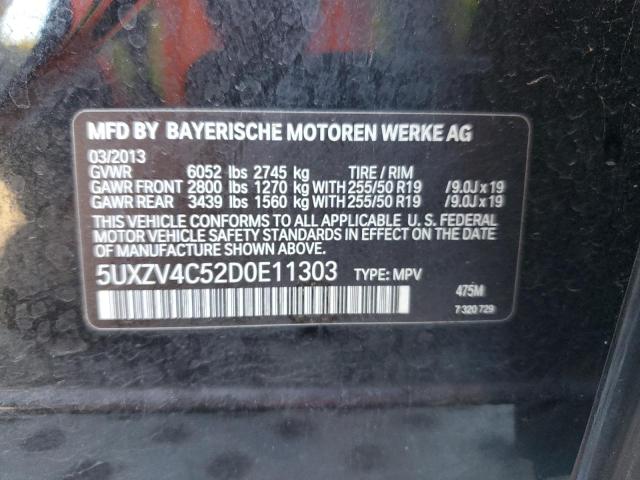 MFD BY BAYERISCHE MOTOREN WERKE AG
03/2013
GVWR 6052 lbs 2745 kg TIRE / RIM
GAWR FRONT 2800 lbs 1270 kg WITH 255/50 R19 / 9.0J x 19
GAWR REAR 3439 lbs 1560 kg WITH 255/50 R19 / 9.0J x 19
THIS VEHICLE CONFORMS TO ALL APPLICABLE U. S. FEDERAL
MOTOR VEHICLE SAFETY STANDARDS IN EFFECT ON THE DATE
OF MANUFACTURE SHOWN ABOVE.
5UXZV4C52D0E11303 TYPE: MPV 475M
7 320 729